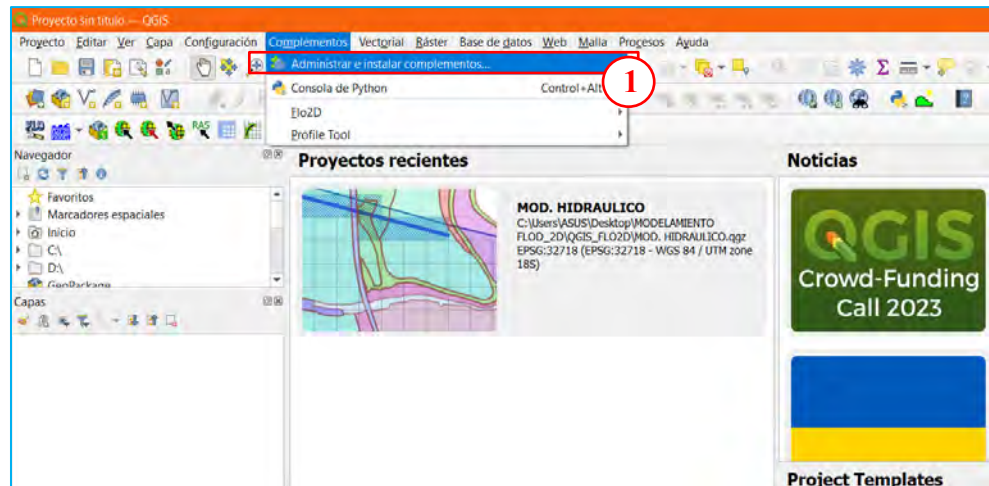 Proyecto sin título — QGIS
Proyecto Editar Ver Capa Configuración Complementos Vectorial Ráster Base de datos Web Malla Procesos Ayuda
Administrar e instalar complementos...
1
Consola de Python Control+Alt
Flo2D
Profile Tool
RAS
Navegador
Favoritos
Marcadores espaciales
Inicio
C:\
D:\
GeoPackage
Capas
Proyectos recientes
MOD. HIDRAULICO
C:\Users\ASUS\Desktop\MODELAMIENTO
FLOD_2D\QGIS_FLO2D\MOD. HIDRAULICO.qgz
EPSG:32718 (EPSG:32718 - WGS 84 / UTM zone
18S)
Noticias
QGIS
Crowd-Funding
Call 2023
Project Templates